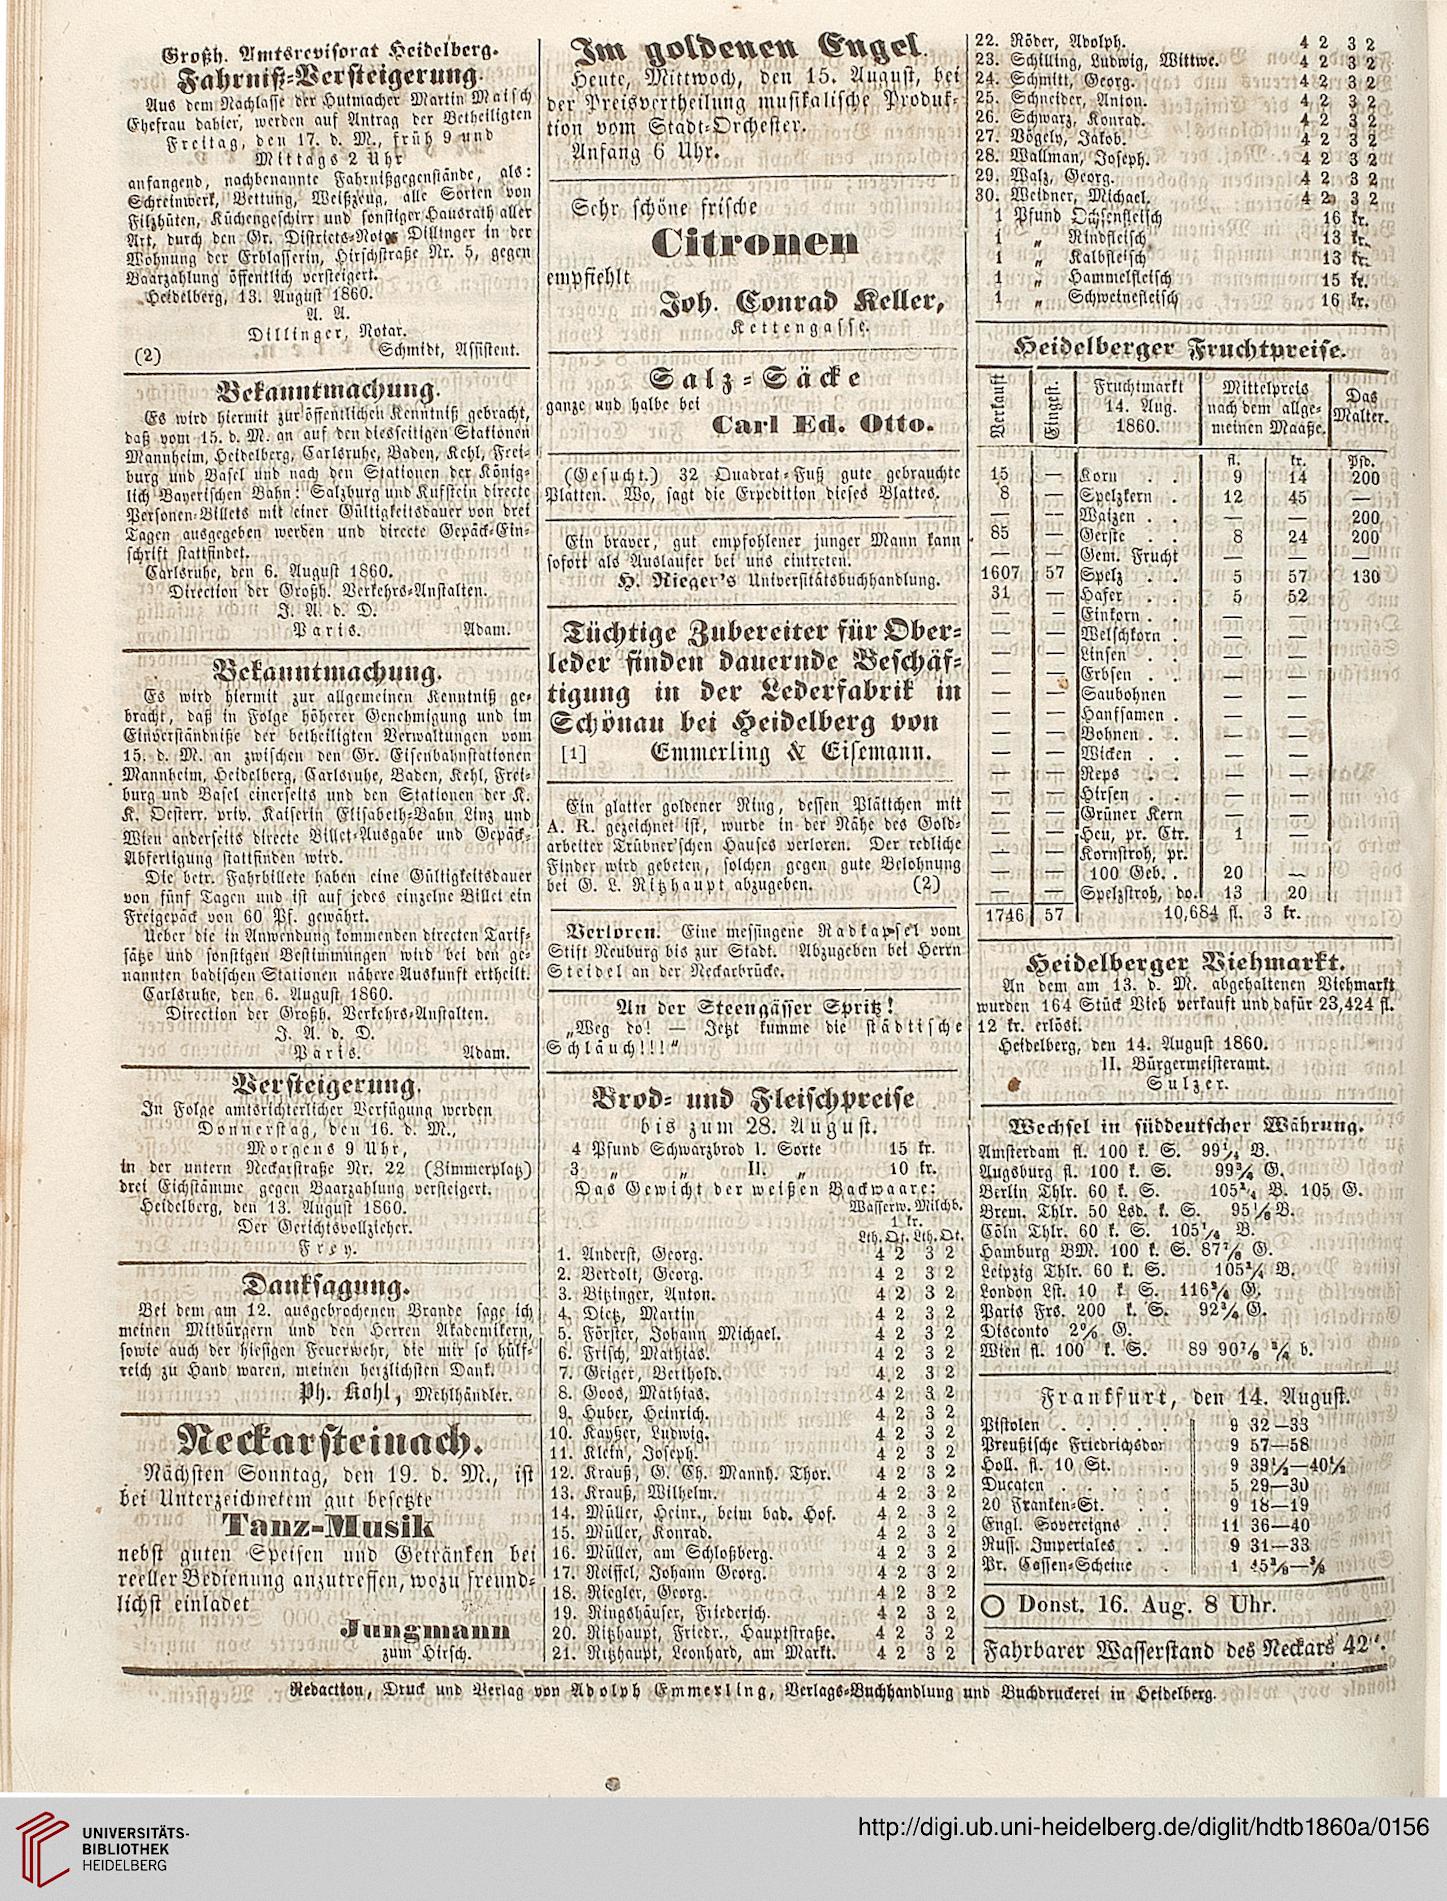 Großh. Amtsrevisorat Heidelberg.
Fahrniß-Versteigerung.
Aus dem Nachlasse der Hutmacher Martin Maisch
Ehefrau dahier, werden auf Antrag der Betheiligten
Freitag, den 17. d. M., früh 9 und
Mittags 2 Uhr
anfangend, nachbenannte Fahrnißgegenstände, als:
Schreinwerk, Bettung, Weißzeug, alle Sorten von
Filzhüten, Küchengeschirr und sonstiger Hausrath aller
Art, durch den Gr. Districts-Notar Dillinger in der
Wohnung der Erblasserin, Hirschstraße Nr. 5, gegen
Baarzahlung öffentlich versteigert.
Heidelberg, 13. August 1860.
A. A.
Dillinger, Notar.
(2) Schmidt, Assistent.
Bekanntmachung.
Es wird hiermit zur öffentlichen Kenntniß gebracht,
daß vom 15. d. M. an auf den diesseitigen Stationen
Mannheim, Heidelberg, Carlsruhe, Baden, Kehl, Frei-
burg und Basel und nach den Stationen der König-
lich Bayerischen Bahn: Salzburg und Kufstein directe
Personen-Billets mit einer Gültigkeitsdauer von drei
Tagen ausgegeben werden und directe Gepäck-Ein-
schrift stattfindet.
Carlsruhe, den 6. August 1860.
Direction der Großh. Verkehrs-Anstalten.
J. A. d. D.
Paris. Adam.
Bekanntmachung.
Es wird hiermit zur allgemeinen Kenntniß ge-
bracht, daß in Folge höherer Genehmigung und im
Einverständniße der betheiligten Verwaltungen vom
15. d. M. an zwischen den Gr. Eisenbahnstationen
Mannheim, Heidelberg, Carlsruhe, Baden, Kehl, Frei-
burg und Basel einerseits und den Stationen der K.
K. Oesterr. priv. Kaiserin Elisabeth-Bahn Linz und
Wien anderseits directe Billet-Ausgabe und Gepäck-
Abfertigung stattfinden wird.
Die betr. Fahrbillete haben eine Gültigkeitsdauer
von fünf Tagen und ist auf jedes einzelne Billet ein
Freigepäck von 60 Pf. gewährt.
Ueber die in Anwendung kommenden directen Tarif-
sätze und sonstigen Bestimmungen wird bei den ge-
nannten badischen Stationen nähere Auskunft ertheilt.
Carlsruhe, den 6. August 1860.
Direction der Großh. Verkehrs-Anstalten.
J. A. d. D.
Paris. Adam.
Versteigerung.
In Folge amtsrichterlicher Verfügung werden
Donnerstag, den 16. d. M.,
Morgens 9 Uhr,
in der untern Neckarstraße Nr. 22 (Zimmerplatz)
drei Eichstämme gegen Baarzahlung versteigert.
Heidelberg, den 13. August 1860.
Der Gerichtsvollzieher.
Frey.
Danksagung.
Bei dem am 12. ausgebrochenen Brande sage ich
meinen Mitbürgern und den Herren Akademikern,
sowie auch der hiesigen Feuerwehr, die mir so hülf-
reich zu Hand waren, meinen herzlichsten Dank.
Ph. Kohl, Mehlhändler.
Neckarsteinach.
Nächsten Sonntag, den 19. d. M., ist
bei Unterzeichnetem gut besetzte
Tanz-Musik
nebst guten Speisen und Getränken bei
reeller Bedienung anzutreffen, wozu freund-
lichst einladet
Jungmann
zum Hirsch.
Im goldenen Engel.
Heute, Mittwoch, den 15. August, bei
der Preisvertheilung musikalische Produk-
tion vom Stadt-Orchester.
Anfang 6 Uhr.
Sehr schöne frische
Citronen
empfiehlt
Joh. Conrad Keller,
Kettengasse.
Salz-Säcke
ganze und halbe bei
Carl Ed. Otto.
(Gesucht.) 32 Quadrat-Fuß gute gebrauchte
Platten. Wo, sagt die Expedition dieses Blattes.
Ein braver, gut empfohlener junger Mann kann
sofort als Auslaufer bei uns eintreten.
H. Rieger's Universitätsbuchhandlung.
Tüchtige Zubereiter für Ober-
leder finden dauernde Beschäf-
tigung in der Lederfabrik in
Schönau bei Heidelberg von
[1] Emmerling & Eisemann.
Ein glatter goldener Ring, dessen Plättchen mit
A. R. gezeichnet ist, wurde in der Nähe des Gold-
arbeiter Trübner'schen Hauses verloren. Der redliche
Finder wird gebeten, solchen gegen gute Belohnung
bei G. L. Ritzhaupt abzugeben. (2)
Verloren. Eine messingene Radkapsel vom
Stift Neuburg bis zur Stadt. Abzugeben bei Herrn
Steidel an der Neckarbrücke.
An der Steengässer Spritz!
„Weg do! — Jetzt kumme die städtische
Schläuch!!!"
Brod- und Fleischpreise
bis zum 28. August.
4 Pfund Schwarzbrod I. Sorte 15 kr.
3 „ „ II. „ 10 kr.
Das Gewicht der weißen Backwaare:
Wasserw. Milchb.
1 kr.
Lth. Qt. Lth. Qt.
1. Anderst, Georg. 4 2 3 2
2. Berdolt, Georg. 4 2 3 2
3. Bitzinger, Anton. 4 2 3 2
4. Dietz, Martin 4 2 3 2
5. Förster, Johann Michael. 4 2 3 2
6. Frisch, Mathias. 4 2 3 2
7. Geiger, Berthold. 4 2 3 2
8. Goos, Mathias. 4 2 3 2
9. Huber, Heinrich. 4 2 3 2
10. Kayßer, Ludwig. 4 2 3 2
11. Klein, Joseph. 4 2 3 2
12. Krauß, G. Ch. Mannh. Thor. 4 2 3 2
13. Krauß, Wilhelm. 4 2 3 2
14. Müller, Heinr., beim bad. Hof. 4 2 3 2
15. Müller, Konrad. 4 2 3 2
16. Müller, am Schloßberg. 4 2 3 2
17. Neiffel, Johann Georg. 4 2 3 2
18. Riegler, Georg. 4 2 3 2
19. Ringshäuser, Friederich. 4 2 3 2
20. Ritzhaupt, Friedr., Hauptstraße. 4 2 3 2
21. Ritzhaupt, Leonhard, am Markt. 4 2 3 2
22. Röder, Adolph. 4 2 3 2
23. Schilling, Ludwig, Wittwe. 4 2 3 2
24. Schmitt, Georg. 4 2 3 2
25. Schneider, Anton. 4 2 3 2
26. Schwarz, Konrad. 4 2 3 2
27. Vögely, Jakob. 4 2 3 2
28. Wallman, Joseph. 4 2 3 2
29. Walz, Georg. 4 2 3 2
30. Weidner, Michael. 4 2 3 2
1 Pfund Ochsenfleisch 16 kr.
1 „ Rindfleisch 13 kr.
1 „ Kalbfleisch 13 kr.
1 „ Hammelfleisch 15 kr.
1 „ Schweinefleisch 16 kr.
Heidelberger Fruchtpreise.
Verkauft Eingest. Fruchtmarkt 14. Aug. 1860. Mittelpreis nach dem allge- meinen Maaße. Das Malter.
fl. kr. Pfd.
15 — Korn . . 9 14 200
8 — Spelzkern . 12 45 —
— — Waizen . . — — 200
85 — Gerste . . 8 24 200
— — Gem. Frucht — — —
1607 57 Spelz . . 5 57 130
31 — Hafer . . 5 52
— — Einkorn . . — —
— — Welschkorn . — —
— — Linsen . . — —
— — Erbsen . . — —
— — Saubohnen — —
— — Hanfsamen . — —
— — Bohnen . . — —
— — Wicken . . — —
— — Reps . . — —
— — Hirsen . . — —
— — Grüner Kern — —
— — Heu, pr. Ctr. 1 —
— — Kornstroh, pr.
100 Geb. . 20 —
— — Spelzstroh, do. 13 20
1746 57 10,684 fl. 3 kr.
Heidelberger Viehmarkt.
An dem am 13. d. M. abgehaltenen Viehmarkt
wurden 164 Stück Vieh verkauft und dafür 23,424 fl.
12 kr. erlöst.
Heidelberg, den 14. August 1860.
II. Bürgermeisteramt.
Sulzer.
Wechsel in süddeutscher Währung.
Amsterdam fl. 100 k. S. 99¼ B.
Augsburg fl. 100 k. S. 99¾ G.
Berlin Thlr. 60 k. S. 105¼ B. 105 G.
Brem. Thlr. 50 Lsd. k. S. 95⅛ B.
Cöln Thlr. 60 k. S. 105¼ B.
Hamburg BM. 100 k. S. 87⅞ G.
Leipzig Thlr. 60 k. S. 105¼ B.
London Lst. 10 k. S. 116¾ G.
Paris Frs. 200 k. S. 92¾ G.
Disconto 2% G.
Wien fl. 100 k. S. 89 90⅞ ¾ b.
Frankfurt, den 14. August.
Pistolen . . . . . 9 32—33
Preußische Friedrichsdor 9 57—58
Holl. fl. 10 St. . 9 39½—40½
Ducaten . . . . . 5 29—30
20 Franken-St. . . 9 18—19
Engl. Sovereigns . . 11 36—40
Russ. Imperiales . . 9 31—33
Pr. Cassen-Scheine .
Donst. 16. Aug. 8 Uhr.
Fahrbarer Wasserstand des Neckars 42".
Redaction, Druck und Verlag von Adolph Emmerling, Verlags-Buchhandlung und Buchdruckerei in Heidelberg.
UNIVERSITÄTS-
BIBLIOTHEK
HEIDELBERG
http://digi.ub.uni-heidelberg.de/diglit/hdtb1860a/0156